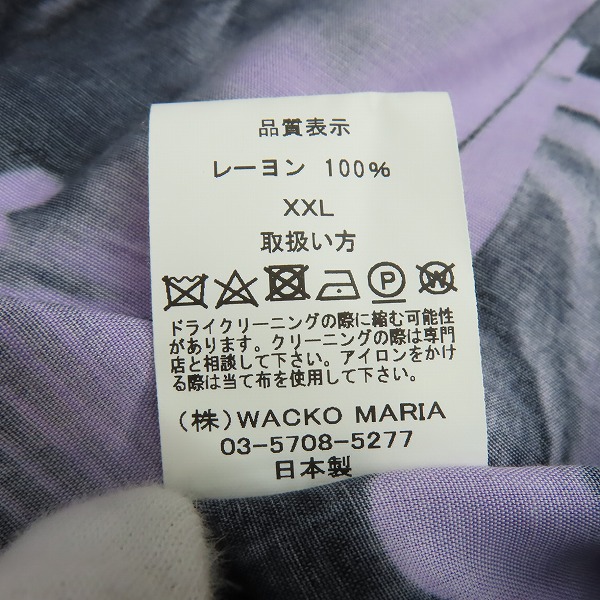 品質表示
レーヨン 100%
XXL
取扱い方
P W
ドライクリーニングの際に縮む可能性
があります。クリーニングの際は専門
店と相談して下さい。アイロンをかけ
る際は当て布を使用して下さい。
(株)WACKO MARIA
03-5708-5277
日本製